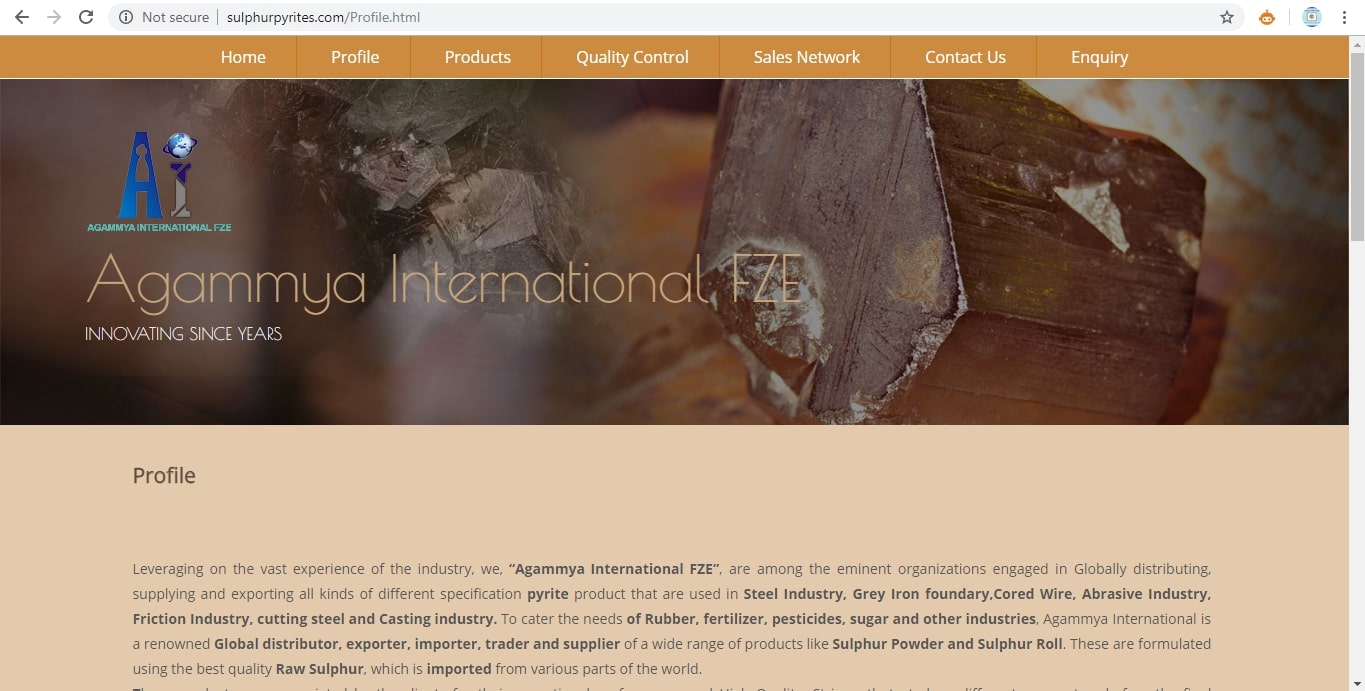 Not secure | sulphurpyrites.com/Profile.html
Home Profile Products Quality Control Sales Network Contact Us Enquiry
AGAMMYA INTERNATIONAL FZE
Agammya International FZE
INNOVATING SINCE YEARS
Profile
Leveraging on the vast experience of the industry, we, “Agammya International FZE”, are among the eminent organizations engaged in Globally distributing,
supplying and exporting all kinds of different specification pyrite product that are used in Steel Industry, Grey Iron foundary,Cored Wire, Abrasive Industry,
Friction Industry, cutting steel and Casting industry. To cater the needs of Rubber, fertilizer, pesticides, sugar and other industries, Agammya International is
a renowned Global distributor, exporter, importer, trader and supplier of a wide range of products like Sulphur Powder and Sulphur Roll. These are formulated
using the best quality Raw Sulphur, which is imported from various parts of the world.